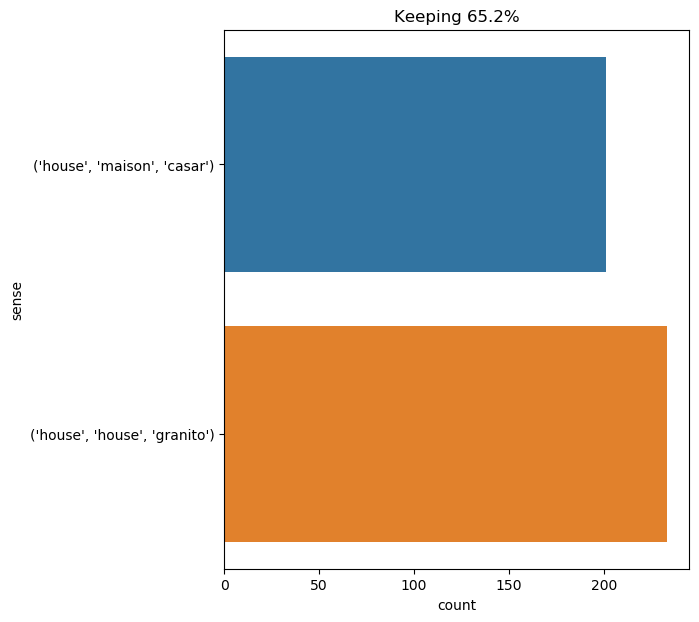 Keeping 65.2%
('house', 'maison', 'casar')
sense
('house', 'house', 'granito')
0 50 100 150 200
count